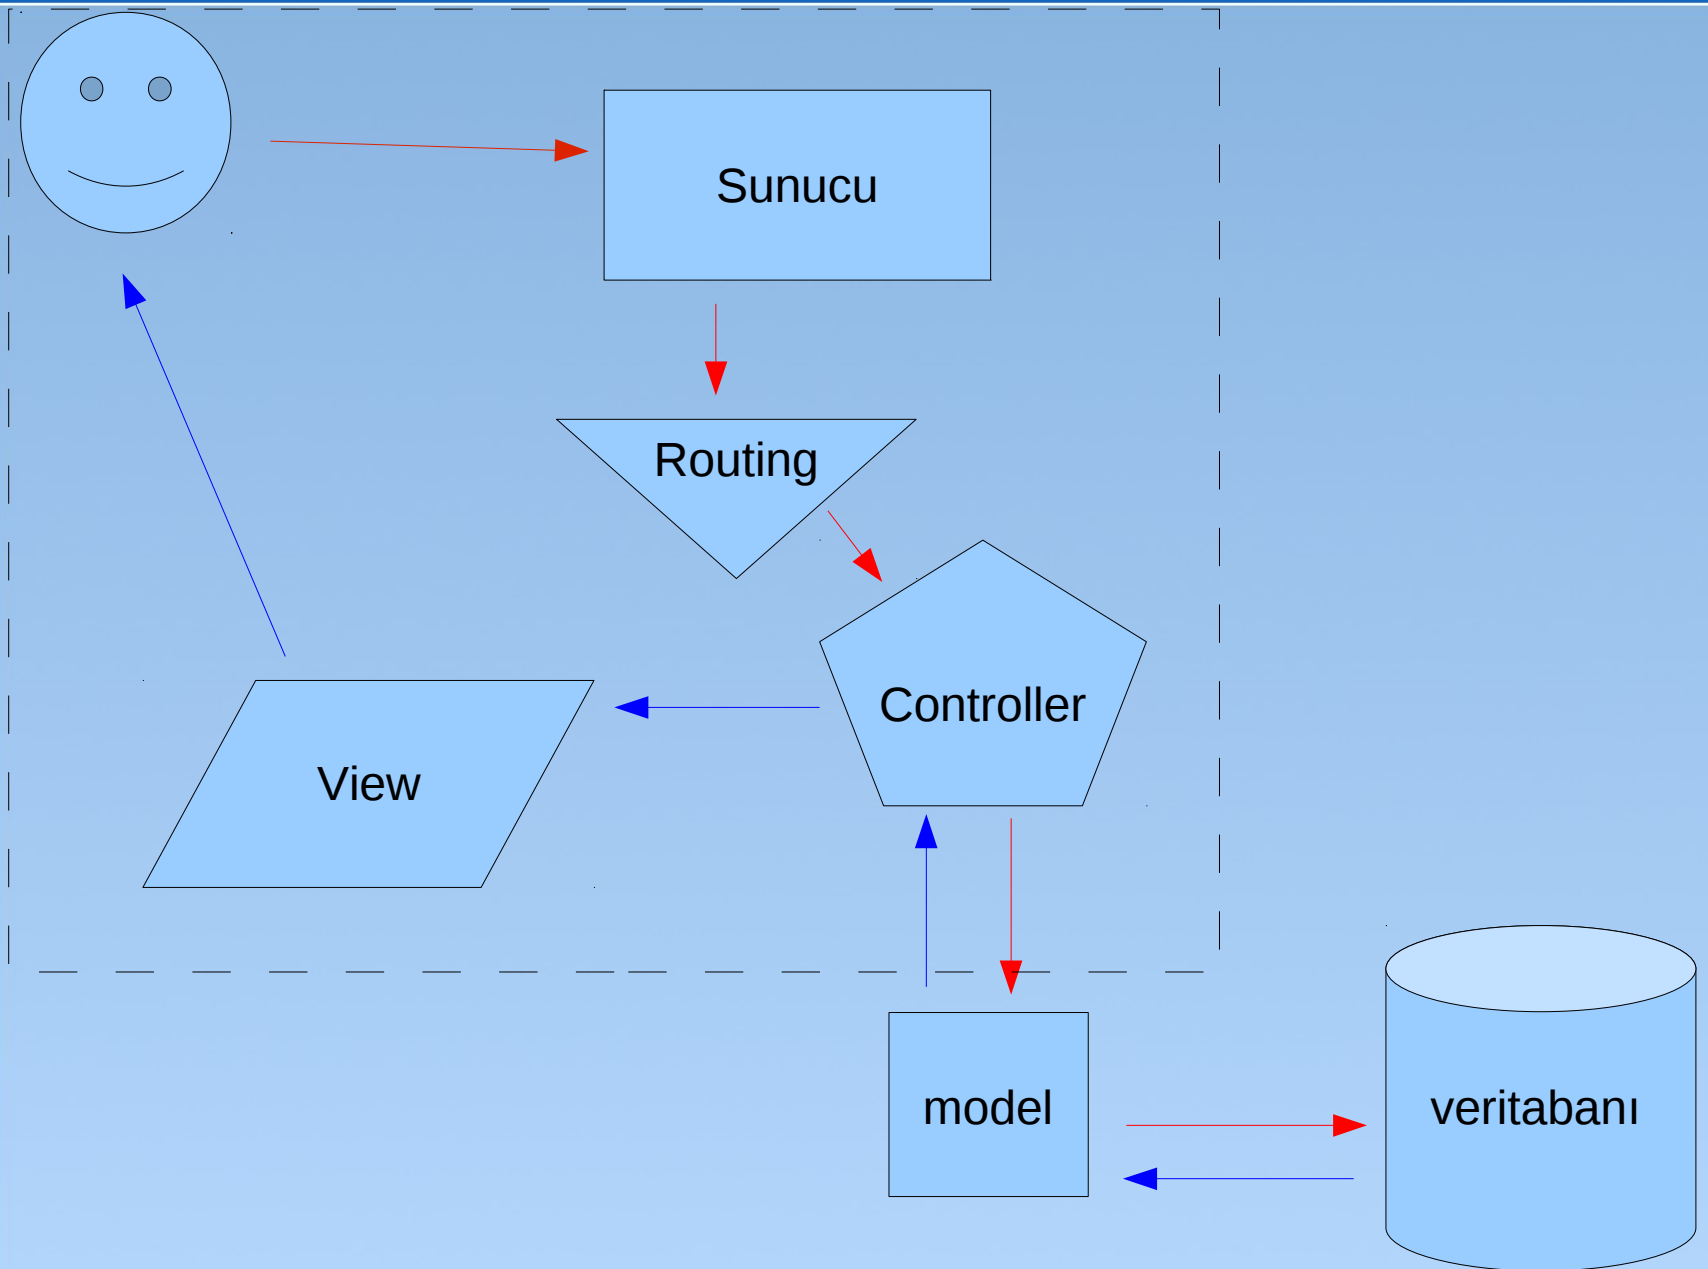 Sunucu
Routing
Controller
View
model
veritabanı